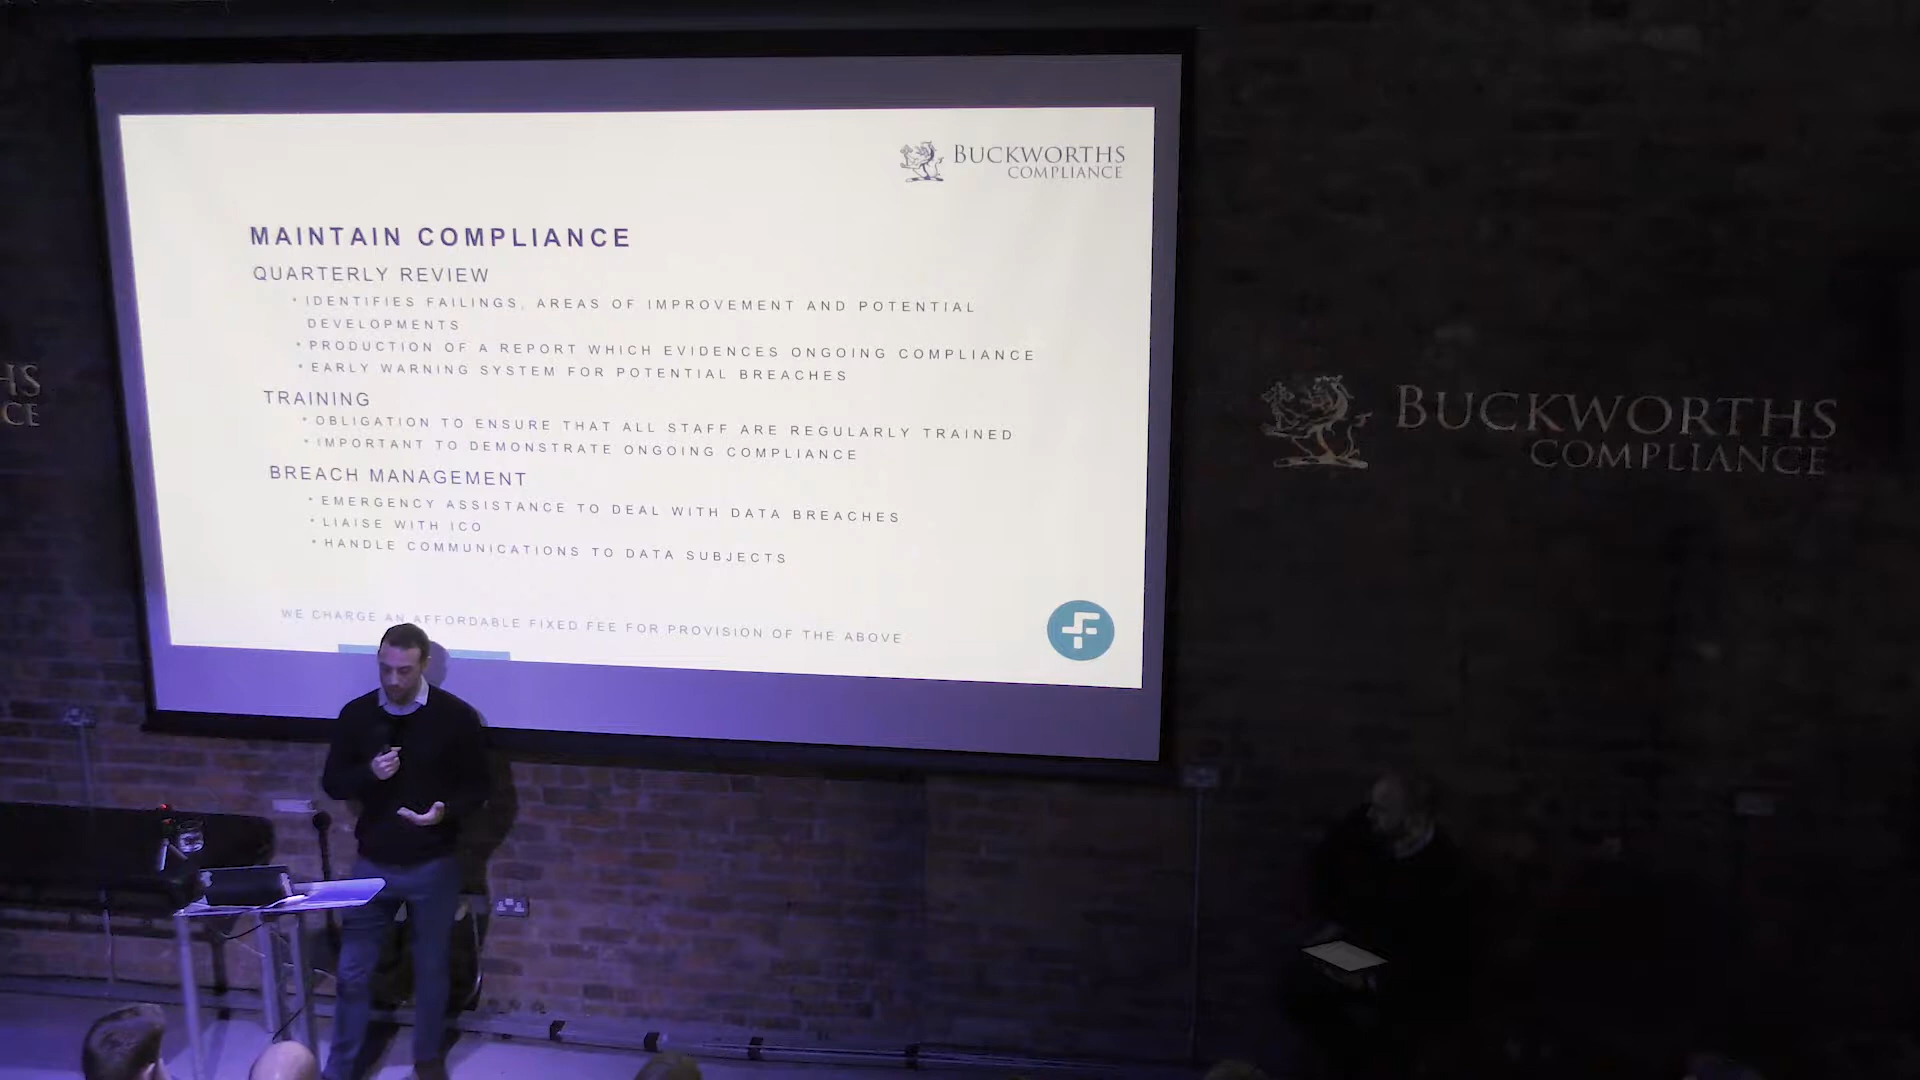 BUCKWORTHS
COMPLIANCE
MAINTAIN COMPLIANCE
QUARTERLY REVIEW
• IDENTIFIES FAILINGS, AREAS OF IMPROVEMENT AND POTENTIAL
DEVELOPMENTS
• PRODUCTION OF A REPORT WHICH EVIDENCES ONGOING COMPLIANCE
• EARLY WARNING SYSTEM FOR POTENTIAL BREACHES
TRAINING
• OBLIGATION TO ENSURE THAT ALL STAFF ARE REGULARLY TRAINED
• IMPORTANT TO DEMONSTRATE ONGOING COMPLIANCE
BREACH MANAGEMENT
• EMERGENCY ASSISTANCE TO DEAL WITH DATA BREACHES
• LIAISE WITH ICO
• HANDLE COMMUNICATIONS TO DATA SUBJECTS
WE CHARGE AN AFFORDABLE FIXED FEE FOR PROVISION OF THE ABOVE
HS
CE
BUCKWORTHS
COMPLIANCE